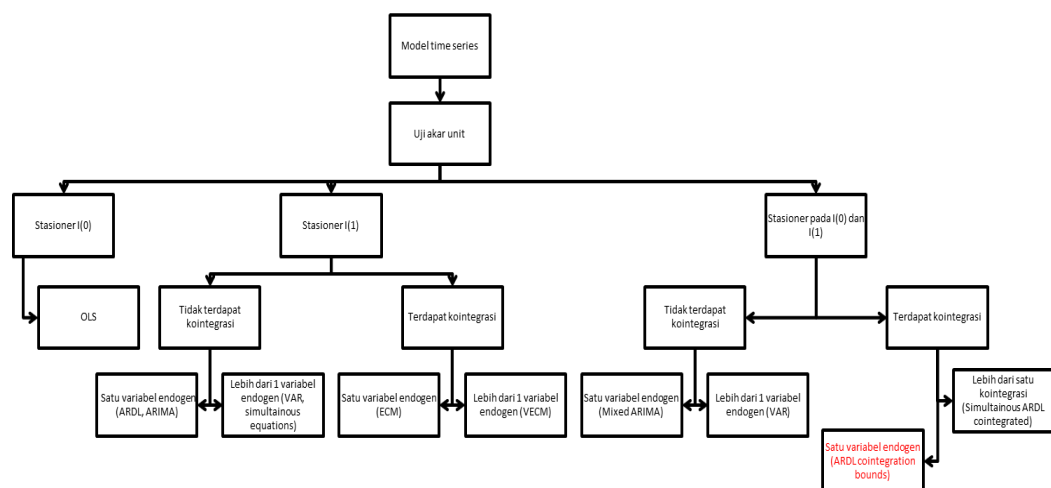 Model time series
Uji akar unit
Stasioner I(0)
Stasioner I(1)
Stasioner pada I(0) dan
I(1)
OLS
Tidak terdapat
kointegrasi
Terdapat kointegrasi
Tidak terdapat
kointegrasi
Terdapat kointegrasi
Satu variabel endogen
(ARDL, ARIMA)
Lebih dari 1 variabel
endogen (VAR,
simultainous
equations)
Satu variabel endogen
(ECM)
Lebih dari 1 variabel
endogen (VECM)
Satu variabel endogen
(Mixed ARIMA)
Lebih dari 1 variabel
endogen (VAR)
Lebih dari satu
kointegrasi
(Simultainous ARDL
cointegrated)
Satu variabel endogen
(ARDL cointegration
bounds)